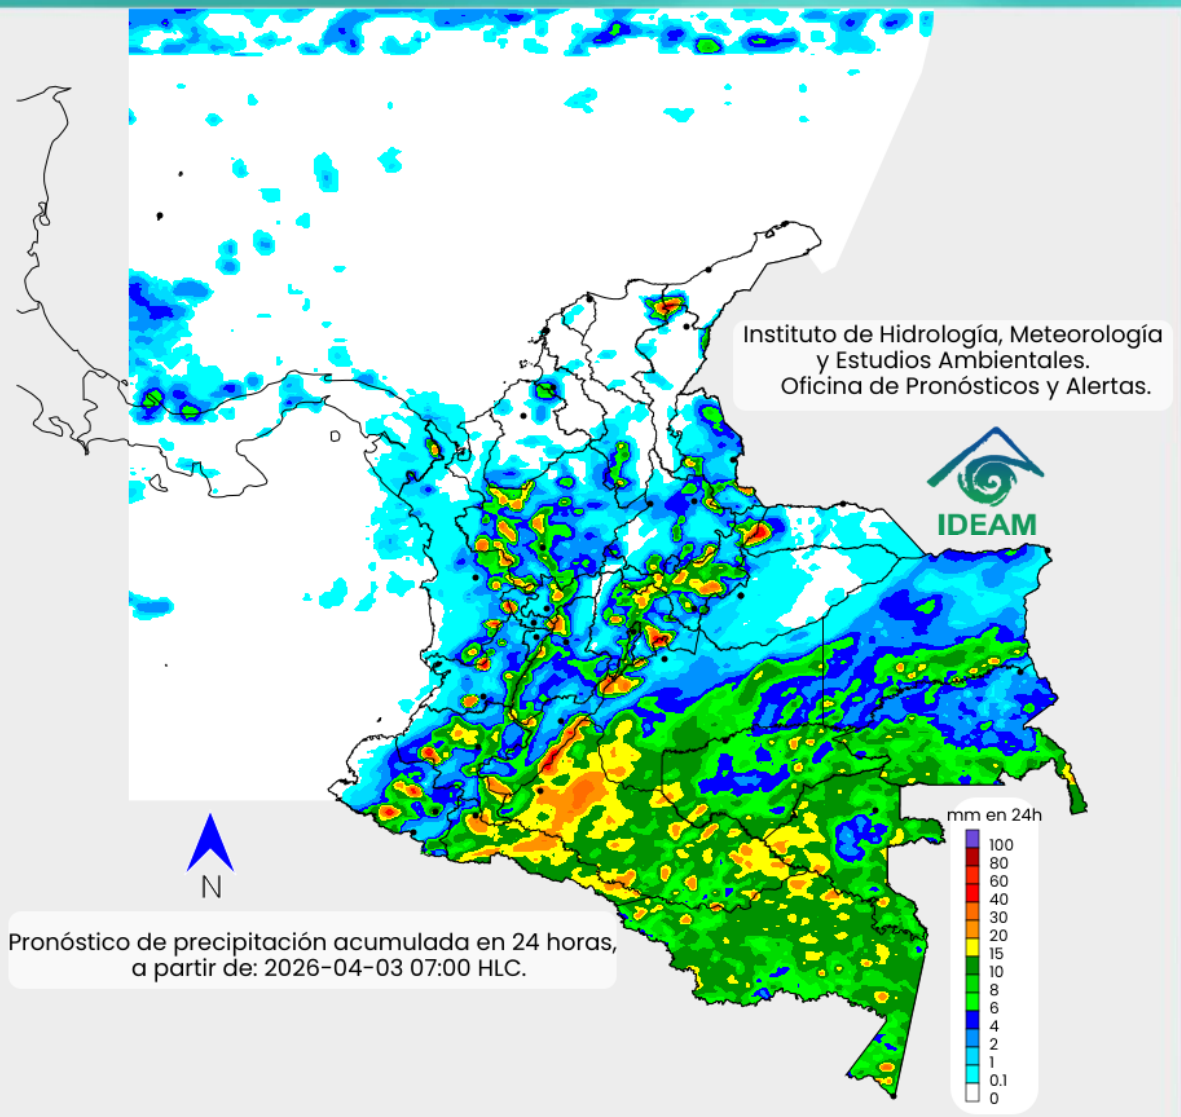 Instituto de Hidrología, Meteorología
y Estudios Ambientales.
Oficina de Pronósticos y Alertas.
IDEAM
mm en 24h
100
80
60
40
30
20
15
10
8
6
4
2
1
0.1
0
N
Pronóstico de precipitación acumulada en 24 horas,
a partir de: 2026-04-03 07:00 HLC.